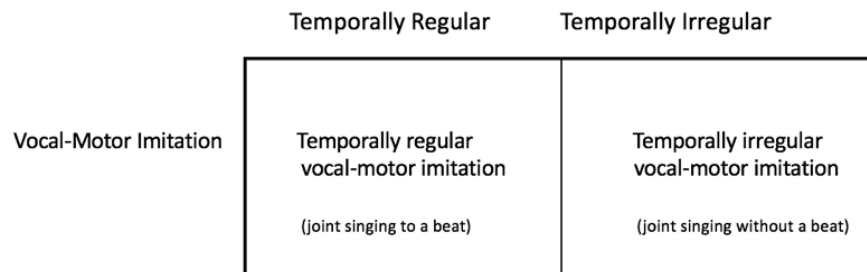 Temporally Regular Temporally Irregular
Vocal-Motor Imitation Temporally regular Temporally irregular
vocal-motor imitation vocal-motor imitation
(joint singing to a beat) (joint singing without a beat)